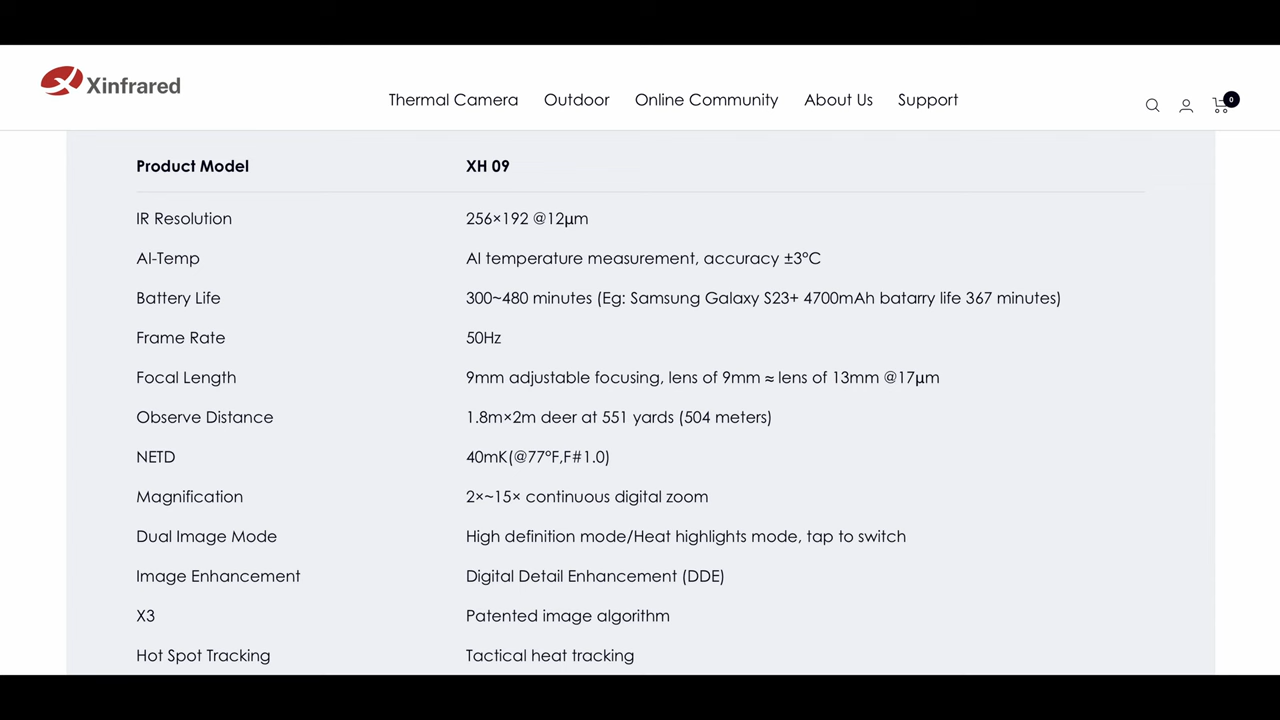 Xinfrared
Thermal Camera Outdoor Online Community About Us Support
0
Product Model XH 09
IR Resolution 256×192 @12μm
AI-Temp AI temperature measurement, accuracy ±3°C
Battery Life 300~480 minutes (Eg: Samsung Galaxy S23+ 4700mAh batarry life 367 minutes)
Frame Rate 50Hz
Focal Length 9mm adjustable focusing, lens of 9mm ≈ lens of 13mm @17μm
Observe Distance 1.8m×2m deer at 551 yards (504 meters)
NETD 40mK(@77°F,F#1.0)
Magnification 2×~15× continuous digital zoom
Dual Image Mode High definition mode/Heat highlights mode, tap to switch
Image Enhancement Digital Detail Enhancement (DDE)
X3 Patented image algorithm
Hot Spot Tracking Tactical heat tracking